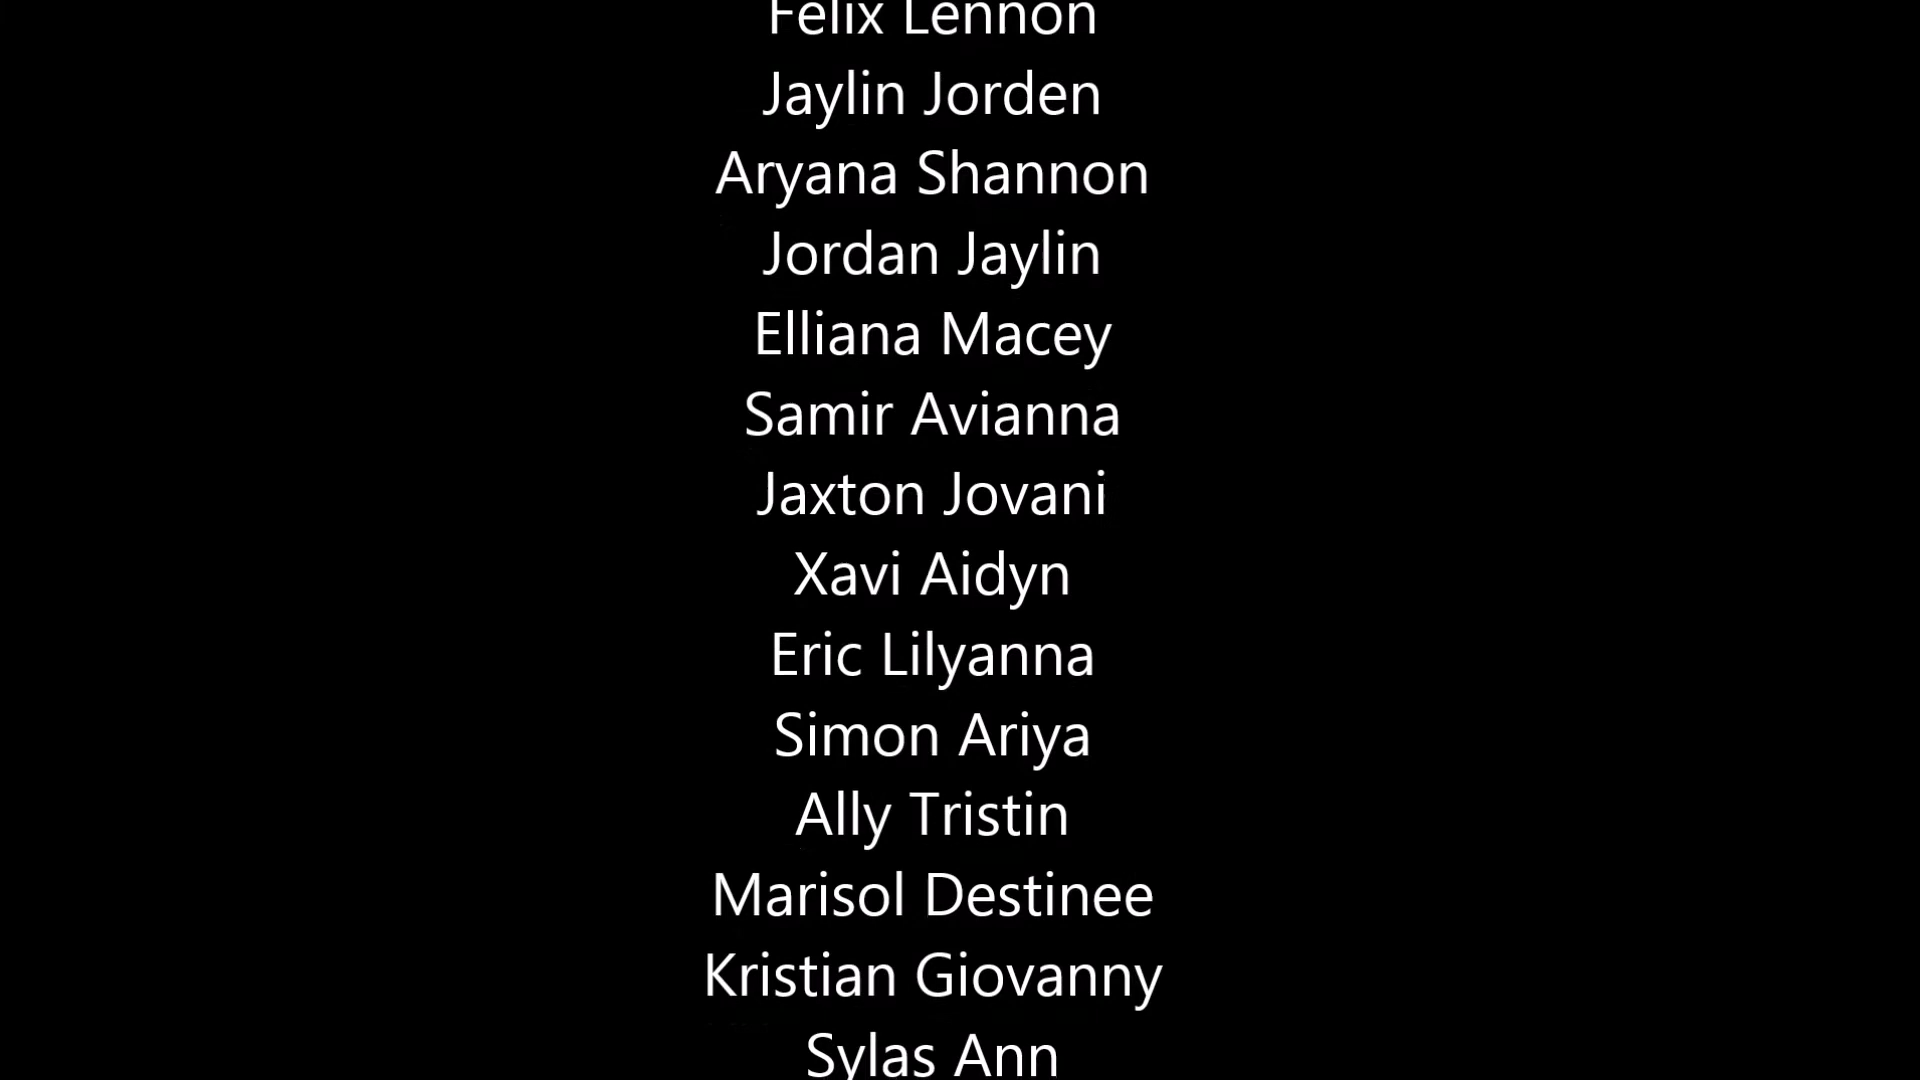 Felix Lennon
Jaylin Jorden
Aryana Shannon
Jordan Jaylin
Elliana Macey
Samir Avianna
Jaxton Jovani
Xavi Aidyn
Eric Lilyanna
Simon Ariya
Ally Tristin
Marisol Destinee
Kristian Giovanny
Sylas Ann